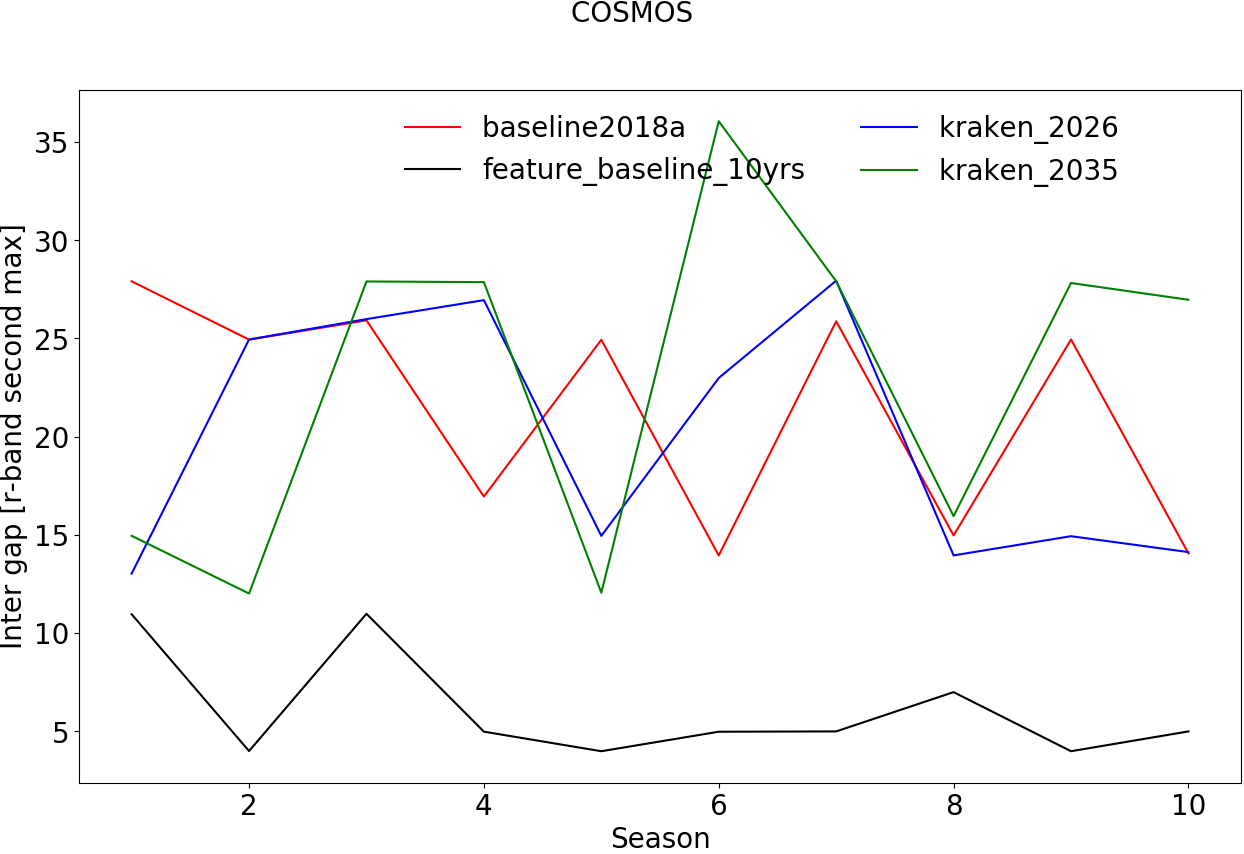 COSMOS
baseline2018a
feature_baseline_10yrs
kraken_2026
kraken_2035
Inter gap [r-band second max]
35
30
25
20
15
10
5
2 4 6 8 10
Season